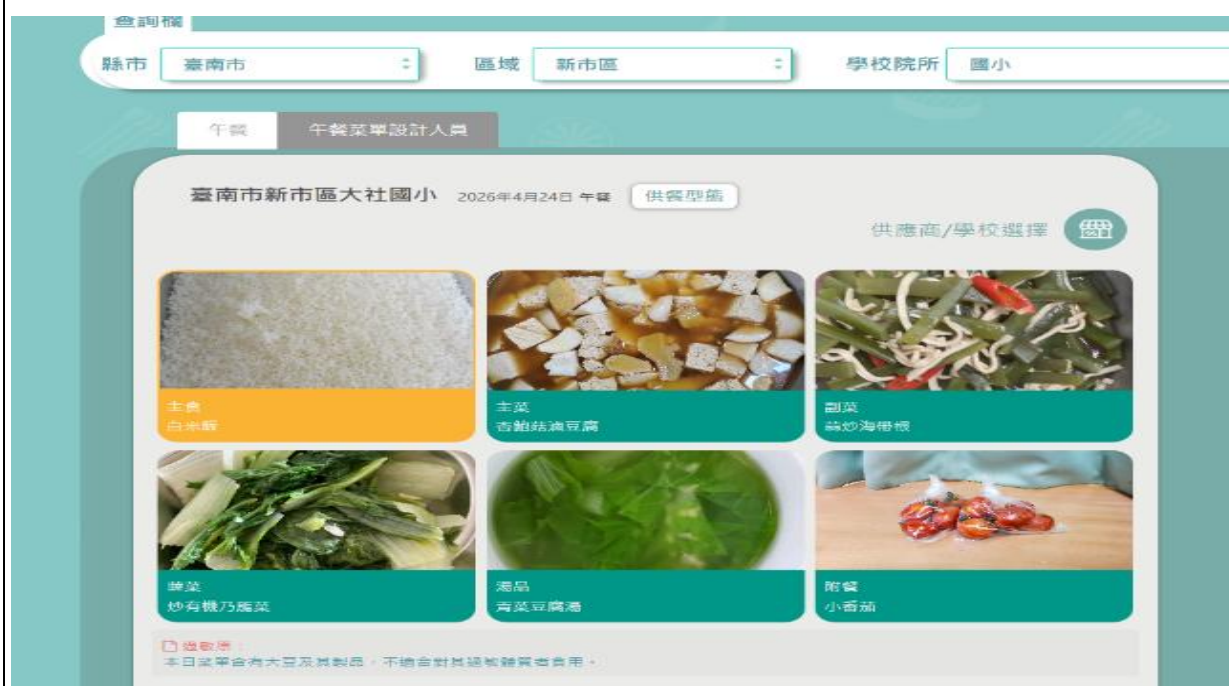 查詢欄
縣市 臺南市 區域 新市區 學校院所 國小
午餐 午餐菜單設計人員
臺南市新市區大社國小 2026年4月24日 午餐 供餐型態
供應商/學校選擇
主食
白米飯
主菜
杏鮑菇滷豆腐
副菜
蒜炒海帶根
蔬菜
炒有機乃龍菜
湯品
青菜豆腐湯
附餐
小番茄
過敏原：
本日菜單含有大豆及其製品，不適合對其過敏體質者食用。